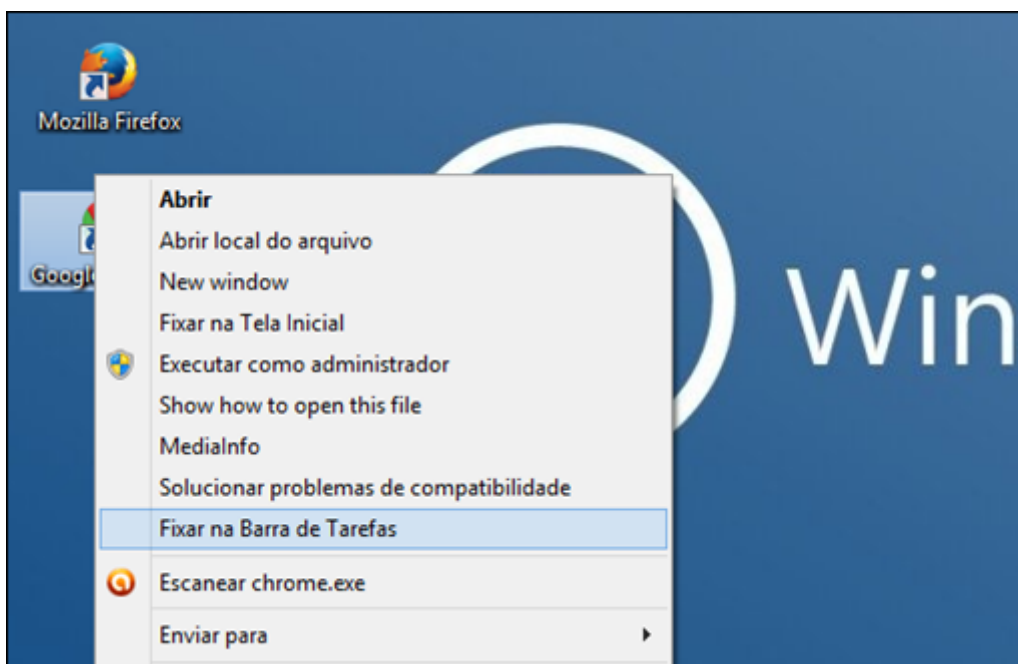 Mozilla Firefox
Abrir
Abrir local do arquivo
Google
New window
Fixar na Tela Inicial
Executar como administrador
Show how to open this file
MediaInfo
Solucionar problemas de compatibilidade
Fixar na Barra de Tarefas
Escanear chrome.exe
Enviar para
Win